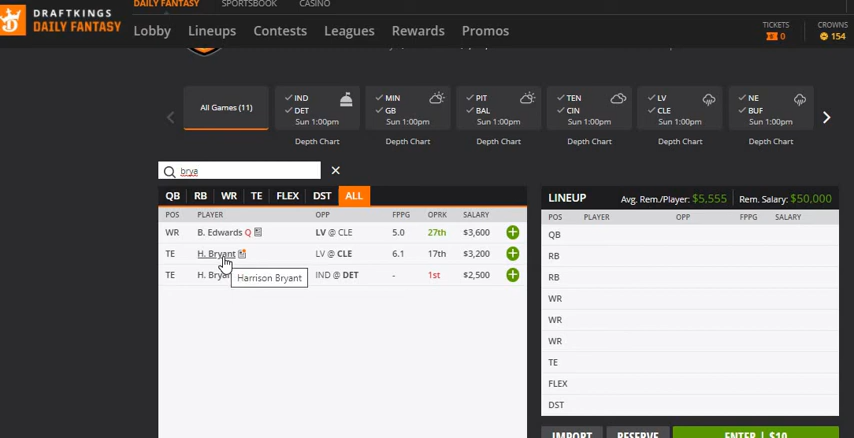 DRAFTKINGS
DAILY FANTASY
DAILY FANTASY SPORTSBOOK CASINO
Lobby Lineups Contests Leagues Rewards Promos
TICKETS
0
CROWNS
154
All Games (11)
IND
DET
Sun 1:00pm
Depth Chart
MIN
GB
Sun 1:00pm
Depth Chart
PIT
BAL
Sun 1:00pm
Depth Chart
TEN
CIN
Sun 1:00pm
Depth Chart
LV
CLE
Sun 1:00pm
Depth Chart
NE
BUF
Sun 1:00pm
Depth Chart
brya
QB RB WR TE FLEX DST ALL
POS PLAYER OPP FPPG OPRK SALARY
WR B. Edwards Q LV @ CLE 5.0 27th $3,600
TE H. Bryant LV @ CLE 6.1 17th $3,200
TE H. Bryan IND @ DET - 1st $2,500
Harrison Bryant
LINEUP Avg. Rem./Player: $5,555 Rem. Salary: $50,000
POS PLAYER OPP FPPG SALARY
QB
RB
RB
WR
WR
WR
TE
FLEX
DST
IMPORT RESERVE ENTER | $10